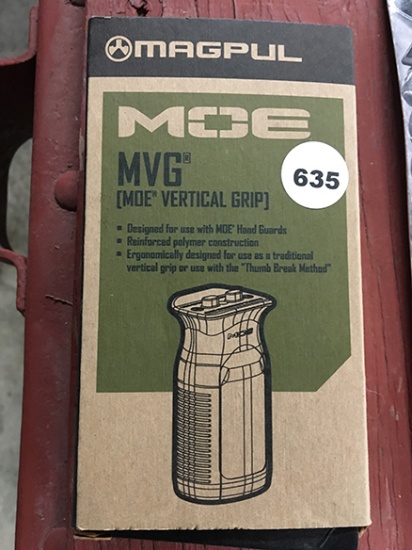 MAGPUL
MOE
MVG®
[MOE® VERTICAL GRIP]
635
▪ Designed for use with MOE® Hand Guards
▪ Reinforced polymer construction
▪ Ergonomically designed for use as a traditional
vertical grip or use with the "Thumb Break Method"
MOE